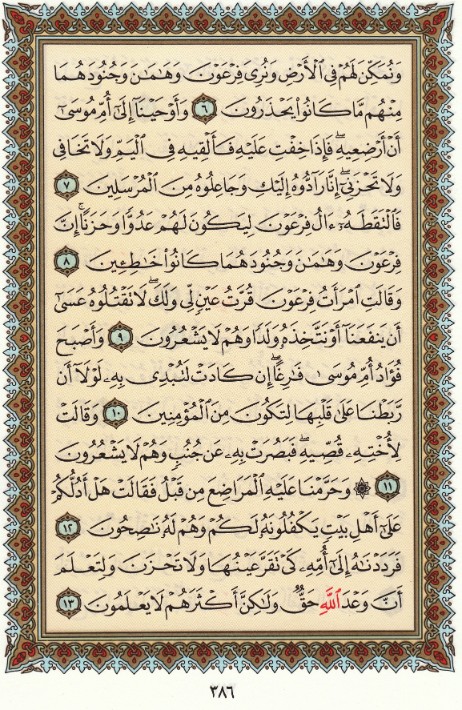 وَنُمَكِّنَ لَهُمْ فِى ٱلْأَرْضِ وَنُرِىَ فِرْعَوْنَ وَهَٰمَٰنَ وَجُنُودَهُمَا
مِنْهُم مَّا كَانُوا۟ يَحْذَرُونَ ٦ وَأَوْحَيْنَآ إِلَىٰٓ أُمِّ مُوسَىٰٓ
أَنْ أَرْضِعِيهِ ۖ فَإِذَا خِفْتِ عَلَيْهِ فَأَلْقِيهِ فِى ٱلْيَمِّ وَلَا تَخَافِى
وَلَا تَحْزَنِىٓ ۖ إِنَّا رَآدُّوهُ إِلَيْكِ وَجَاعِلُوهُ مِنَ ٱلْمُرْسَلِينَ ٧
فَٱلْتَقَطَهُۥٓ ءَالُ فِرْعَوْنَ لِيَكُونَ لَهُمْ عَدُوًّا وَحَزَنًا ۗ إِنَّ
فِرْعَوْنَ وَهَٰمَٰنَ وَجُنُودَهُمَا كَانُوا۟ خَٰطِـِٔينَ ٨
وَقَالَتِ ٱمْرَأَتُ فِرْعَوْنَ قُرَّتُ عَيْنٍ لِّى وَلَكَ ۖ لَا تَقْتُلُوهُ عَسَىٰٓ
أَن يَنفَعَنَآ أَوْ نَتَّخِذَهُۥ وَلَدًا وَهُمْ لَا يَشْعُرُونَ ٩ وَأَصْبَحَ
فُؤَادُ أُمِّ مُوسَىٰ فَٰرِغًا ۖ إِن كَادَتْ لَتُبْدِى بِهِۦ لَوْلَآ أَن
رَّبَطْنَا عَلَىٰ قَلْبِهَا لِتَكُونَ مِنَ ٱلْمُؤْمِنِينَ ١٠ وَقَالَتْ
لِأُخْتِهِۦ قُصِّيهِ ۖ فَبَصُرَتْ بِهِۦ عَن جُنُبٍ وَهُمْ لَا يَشْعُرُونَ
١١ ۞ وَحَرَّمْنَا عَلَيْهِ ٱلْمَرَاضِعَ مِن قَبْلُ فَقَالَتْ هَلْ أَدُلُّكُمْ
عَلَىٰٓ أَهْلِ بَيْتٍ يَكْفُلُونَهُۥ لَكُمْ وَهُمْ لَهُۥ نَٰصِحُونَ ١٢
فَرَدَدْنَٰهُ إِلَىٰٓ أُمِّهِۦ كَىْ تَقَرَّ عَيْنُهَا وَلَا تَحْزَنَ وَلِتَعْلَمَ
أَنَّ وَعْدَ ٱللَّهِ حَقٌّ وَلَٰكِنَّ أَكْثَرَهُمْ لَا يَعْلَمُونَ ١٣
٣٨٦